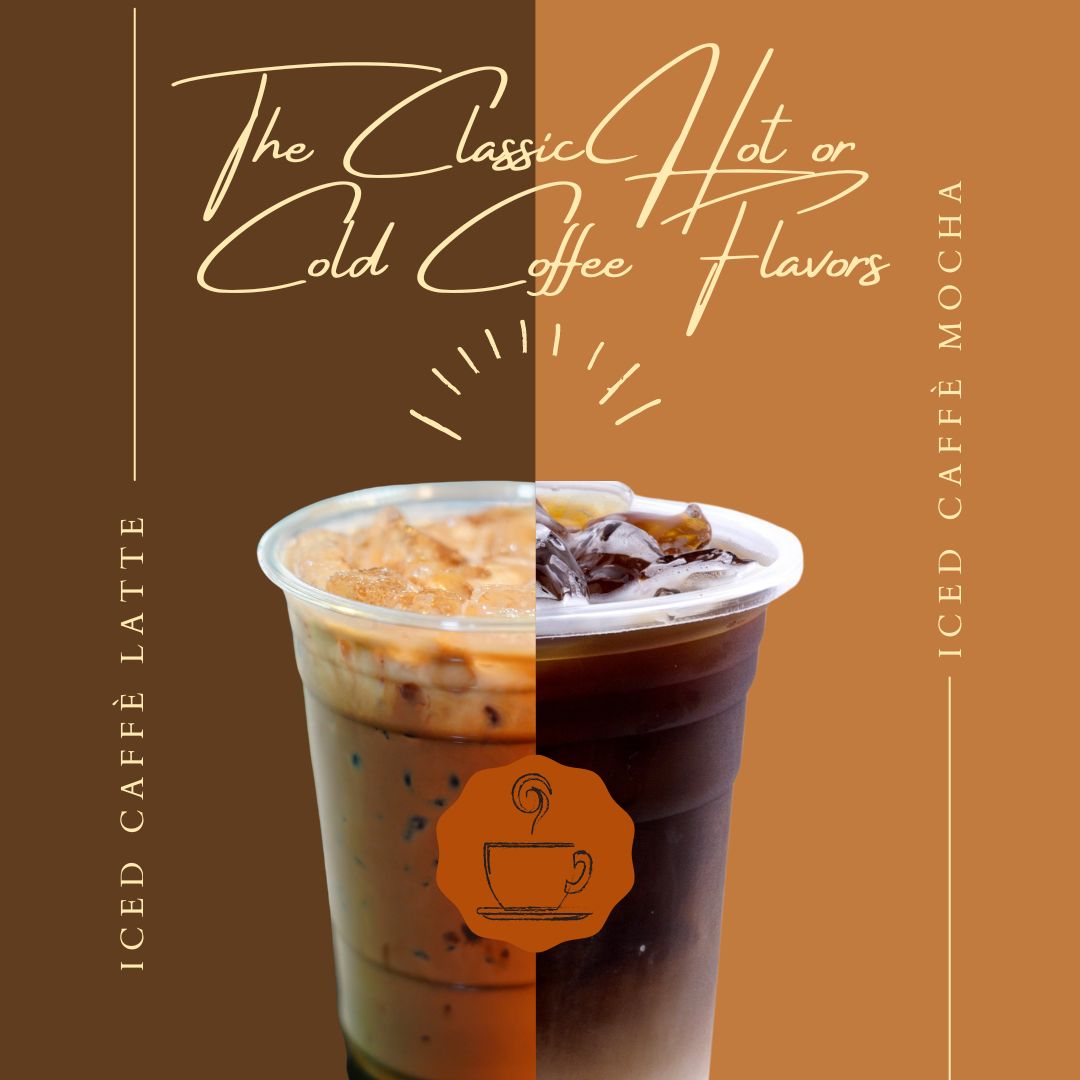 The Classic Hot or
Cold Coffee Flavors
ICED CAFFÈ LATTE
ICED CAFFÈ MOCHA